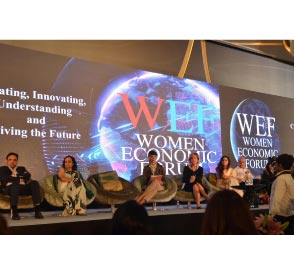 ating, Innovating,
Understanding
and
iving the Future
WEF
WOMEN
ECONOMIC
FORUM
WEF
WOMEN
ECONOMIC
FORUM